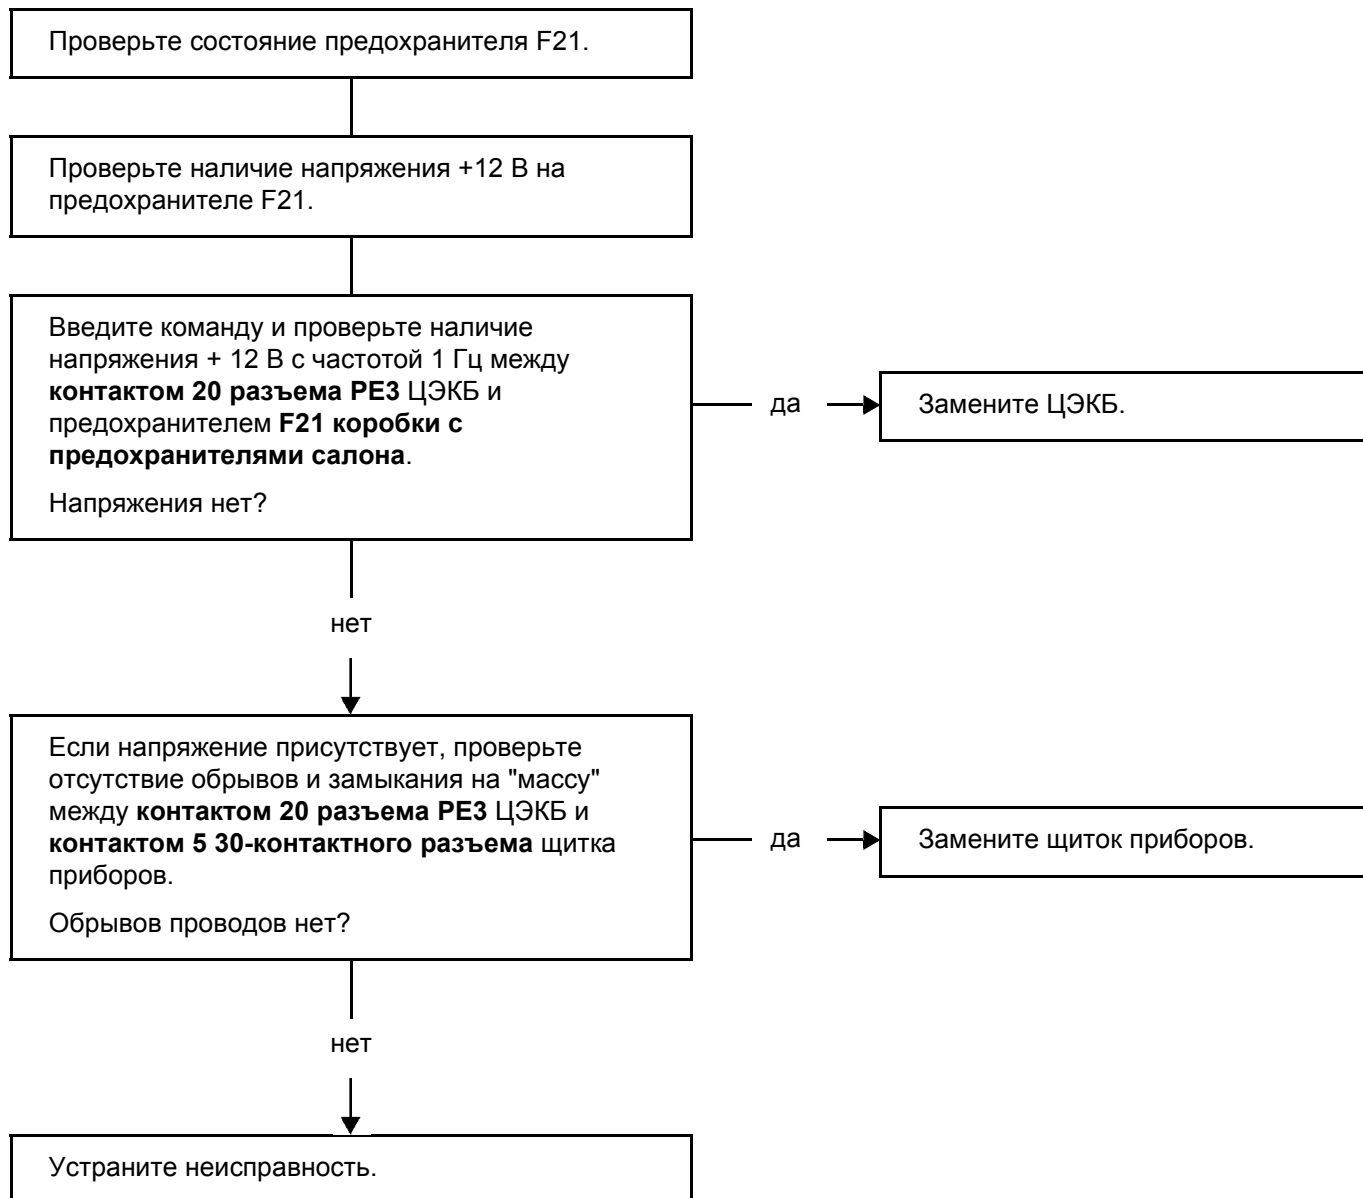 Проверьте состояние предохранителя F21.
Проверьте наличие напряжения +12 В на
предохранителе F21.
Введите команду и проверьте наличие
напряжения + 12 В с частотой 1 Гц между
контактом 20 разъема PE3 ЦЭКБ и
предохранителем F21 коробки с
предохранителями салона.
Напряжения нет?
да
Замените ЦЭКБ.
нет
Если напряжение присутствует, проверьте
отсутствие обрывов и замыкания на "массу"
между контактом 20 разъема PE3 ЦЭКБ и
контактом 5 30-контактного разъема щитка
приборов.
Обрывов проводов нет?
да
Замените щиток приборов.
нет
Устраните неисправность.